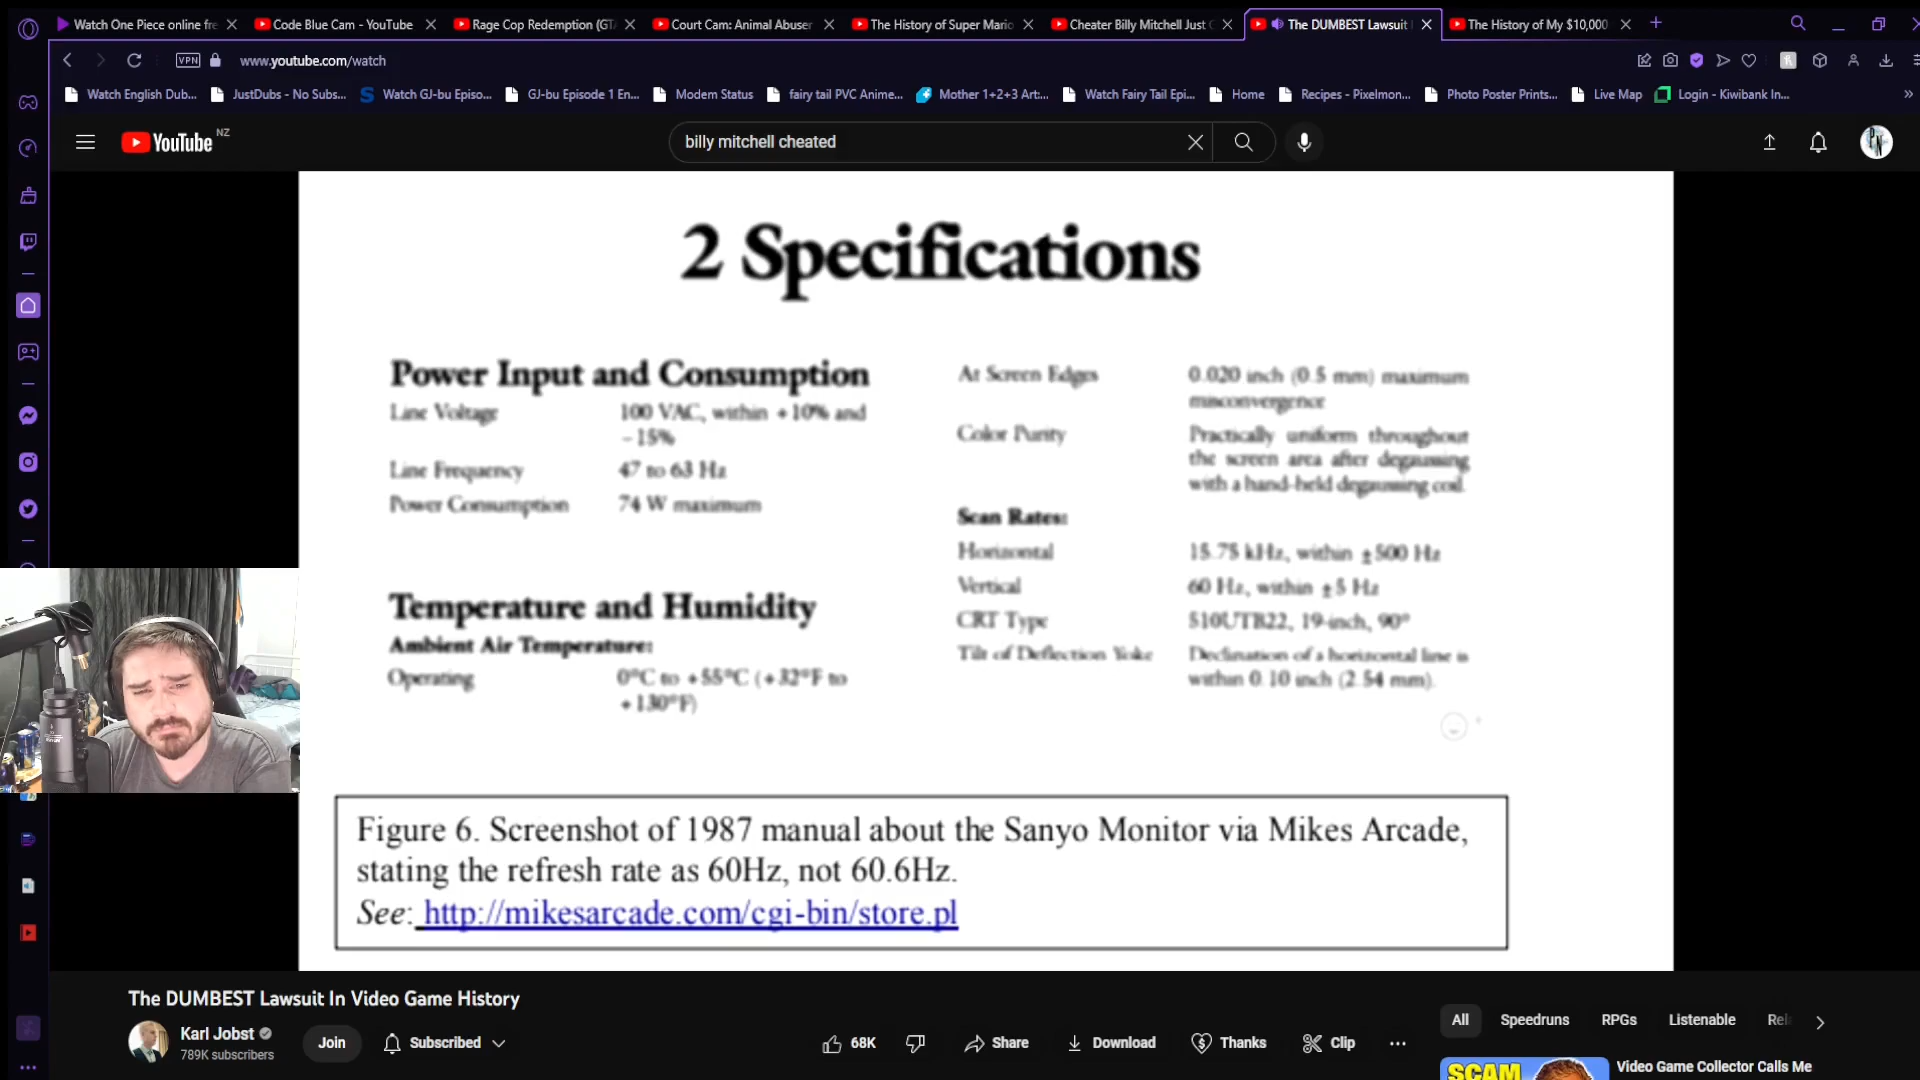 Watch One Piece online fre
Code Blue Cam - YouTube
Rage Cop Redemption (GTA
Court Cam: Animal Abuser
The History of Super Mario
Cheater Billy Mitchell Just C
The DUMBEST Lawsuit
The History of My $10,000
VPN
www.youtube.com/watch
Watch English Dub...
JustDubs - No Subs...
Watch GJ-bu Episo...
GJ-bu Episode 1 En...
Modem Status
fairy tail PVC Anime...
Mother 1+2+3 Art:...
Watch Fairy Tail Epi...
Home
Recipes - Pixelmon...
Photo Poster Prints...
Live Map
Login - Kiwibank In...
YouTube NZ
billy mitchell cheated
2 Specifications
Power Input and Consumption
Line Voltage 100 VAC, within +10% and
-15%
Line Frequency 47 to 63 Hz
Power Consumption 74 W maximum
Temperature and Humidity
Ambient Air Temperature:
Operating 0°C to +55°C (+32°F to
+130°F)
At Screen Edges 0.020 inch (0.5 mm) maximum
misconvergence
Color Purity Practically uniform throughout
the screen area after degaussing
with a hand-held degaussing coil.
Scan Rates:
Horizontal 15.75 kHz, within ±500 Hz
Vertical 60 Hz, within ±5 Hz
CRT Type 510UTB22, 19-inch, 90°
Tilt of Deflection Yoke Declination of a horizontal line is
within 0.10 inch (2.54 mm).
Figure 6. Screenshot of 1987 manual about the Sanyo Monitor via Mikes Arcade,
stating the refresh rate as 60Hz, not 60.6Hz.
See: http://mikesarcade.com/cgi-bin/store.pl
The DUMBEST Lawsuit In Video Game History
Karl Jobst
789K subscribers
Join
Subscribed
68K
Share
Download
Thanks
Clip
All
Speedruns
RPGs
Listenable
Rel
SCAM
Video Game Collector Calls Me